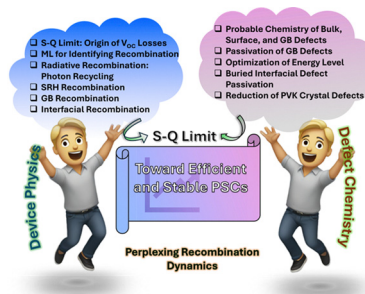 S-Q Limit: Origin of VOC Losses
ML for Identifying Recombination
Radiative Recombination:
Photon Recycling
SRH Recombination
GB Recombination
Interfacial Recombination
Probable Chemistry of Bulk,
Surface, and GB Defects
Passivation of GB Defects
Optimization of Energy Level
Buried Interfacial Defect
Passivation
Reduction of PVK Crystal Defects
S-Q Limit
Device Physics
Toward Efficient
and Stable PSCs
Defect Chemistry
Perplexing Recombination
Dynamics